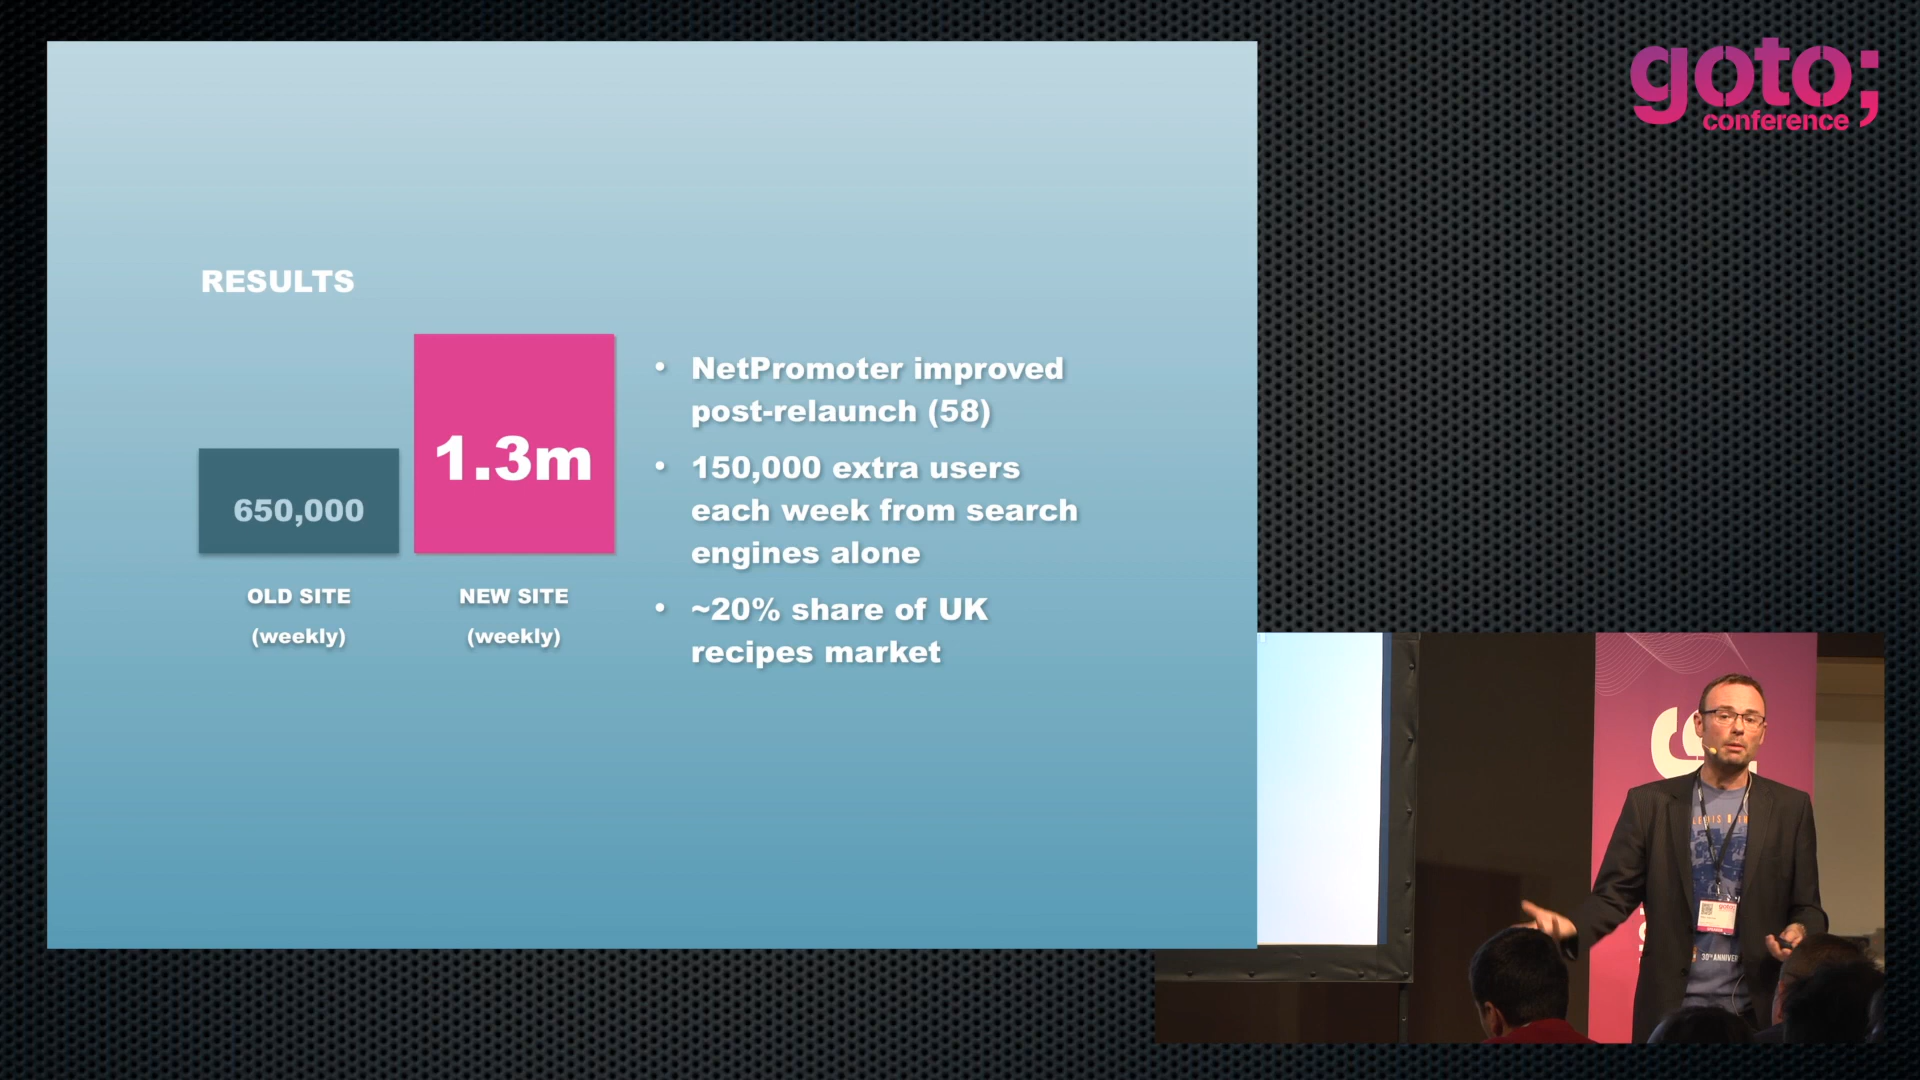 goto;
conference
RESULTS
650,000
1.3m
OLD SITE
(weekly)
NEW SITE
(weekly)
• NetPromoter improved
post-relaunch (58)
• 150,000 extra users
each week from search
engines alone
• ~20% share of UK
recipes market